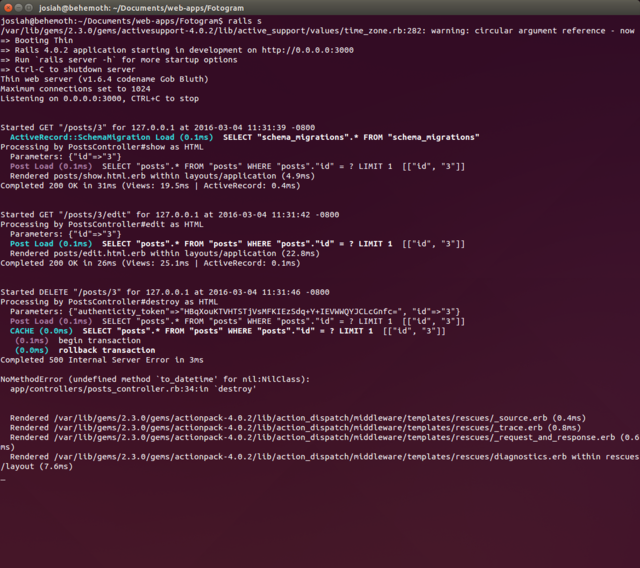 josiah@behemoth: ~/Documents/web-apps/Fotogram
josiah@behemoth:~/Documents/web-apps/Fotogram$ rails s
/var/lib/gems/2.3.0/gems/activesupport-4.0.2/lib/active_support/values/time_zone.rb:282: warning: circular argument reference - now
=> Booting Thin
=> Rails 4.0.2 application starting in development on http://0.0.0.0:3000
=> Run `rails server -h` for more startup options
=> Ctrl-C to shutdown server
Thin web server (v1.6.4 codename Gob Bluth)
Maximum connections set to 1024
Listening on 0.0.0.0:3000, CTRL+C to stop
Started GET "/posts/3" for 127.0.0.1 at 2016-03-04 11:31:39 -0800
ActiveRecord::SchemaMigration Load (0.1ms)  SELECT "schema_migrations".* FROM "schema_migrations"
Processing by PostsController#show as HTML
Parameters: {"id"=>"3"}
Post Load (0.1ms)  SELECT "posts".* FROM "posts" WHERE "posts"."id" = ? LIMIT 1  [["id", "3"]]
Rendered posts/show.html.erb within layouts/application (4.9ms)
Completed 200 OK in 31ms (Views: 19.5ms | ActiveRecord: 0.4ms)
Started GET "/posts/3/edit" for 127.0.0.1 at 2016-03-04 11:31:42 -0800
Processing by PostsController#edit as HTML
Parameters: {"id"=>"3"}
Post Load (0.1ms)  SELECT "posts".* FROM "posts" WHERE "posts"."id" = ? LIMIT 1  [["id", "3"]]
Rendered posts/edit.html.erb within layouts/application (22.8ms)
Completed 200 OK in 26ms (Views: 25.1ms | ActiveRecord: 0.1ms)
Started DELETE "/posts/3" for 127.0.0.1 at 2016-03-04 11:31:46 -0800
Processing by PostsController#destroy as HTML
Parameters: {"authenticity_token"=>"HBqXouKTVHTSTjVsMFKIEzSdq+Y+IEVWWQYJCLcGnfc=", "id"=>"3"}
Post Load (0.1ms)  SELECT "posts".* FROM "posts" WHERE "posts"."id" = ? LIMIT 1  [["id", "3"]]
CACHE (0.0ms)  SELECT "posts".* FROM "posts" WHERE "posts"."id" = ? LIMIT 1  [["id", "3"]]
(0.1ms)  begin transaction
(0.0ms)  rollback transaction
Completed 500 Internal Server Error in 3ms
NoMethodError (undefined method `to_datetime' for nil:NilClass):
app/controllers/posts_controller.rb:34:in `destroy'
Rendered /var/lib/gems/2.3.0/gems/actionpack-4.0.2/lib/action_dispatch/middleware/templates/rescues/_source.erb (0.4ms)
Rendered /var/lib/gems/2.3.0/gems/actionpack-4.0.2/lib/action_dispatch/middleware/templates/rescues/_trace.erb (0.8ms)
Rendered /var/lib/gems/2.3.0/gems/actionpack-4.0.2/lib/action_dispatch/middleware/templates/rescues/_request_and_response.erb (0.6
ms)
Rendered /var/lib/gems/2.3.0/gems/actionpack-4.0.2/lib/action_dispatch/middleware/templates/rescues/diagnostics.erb within rescues
/layout (7.6ms)